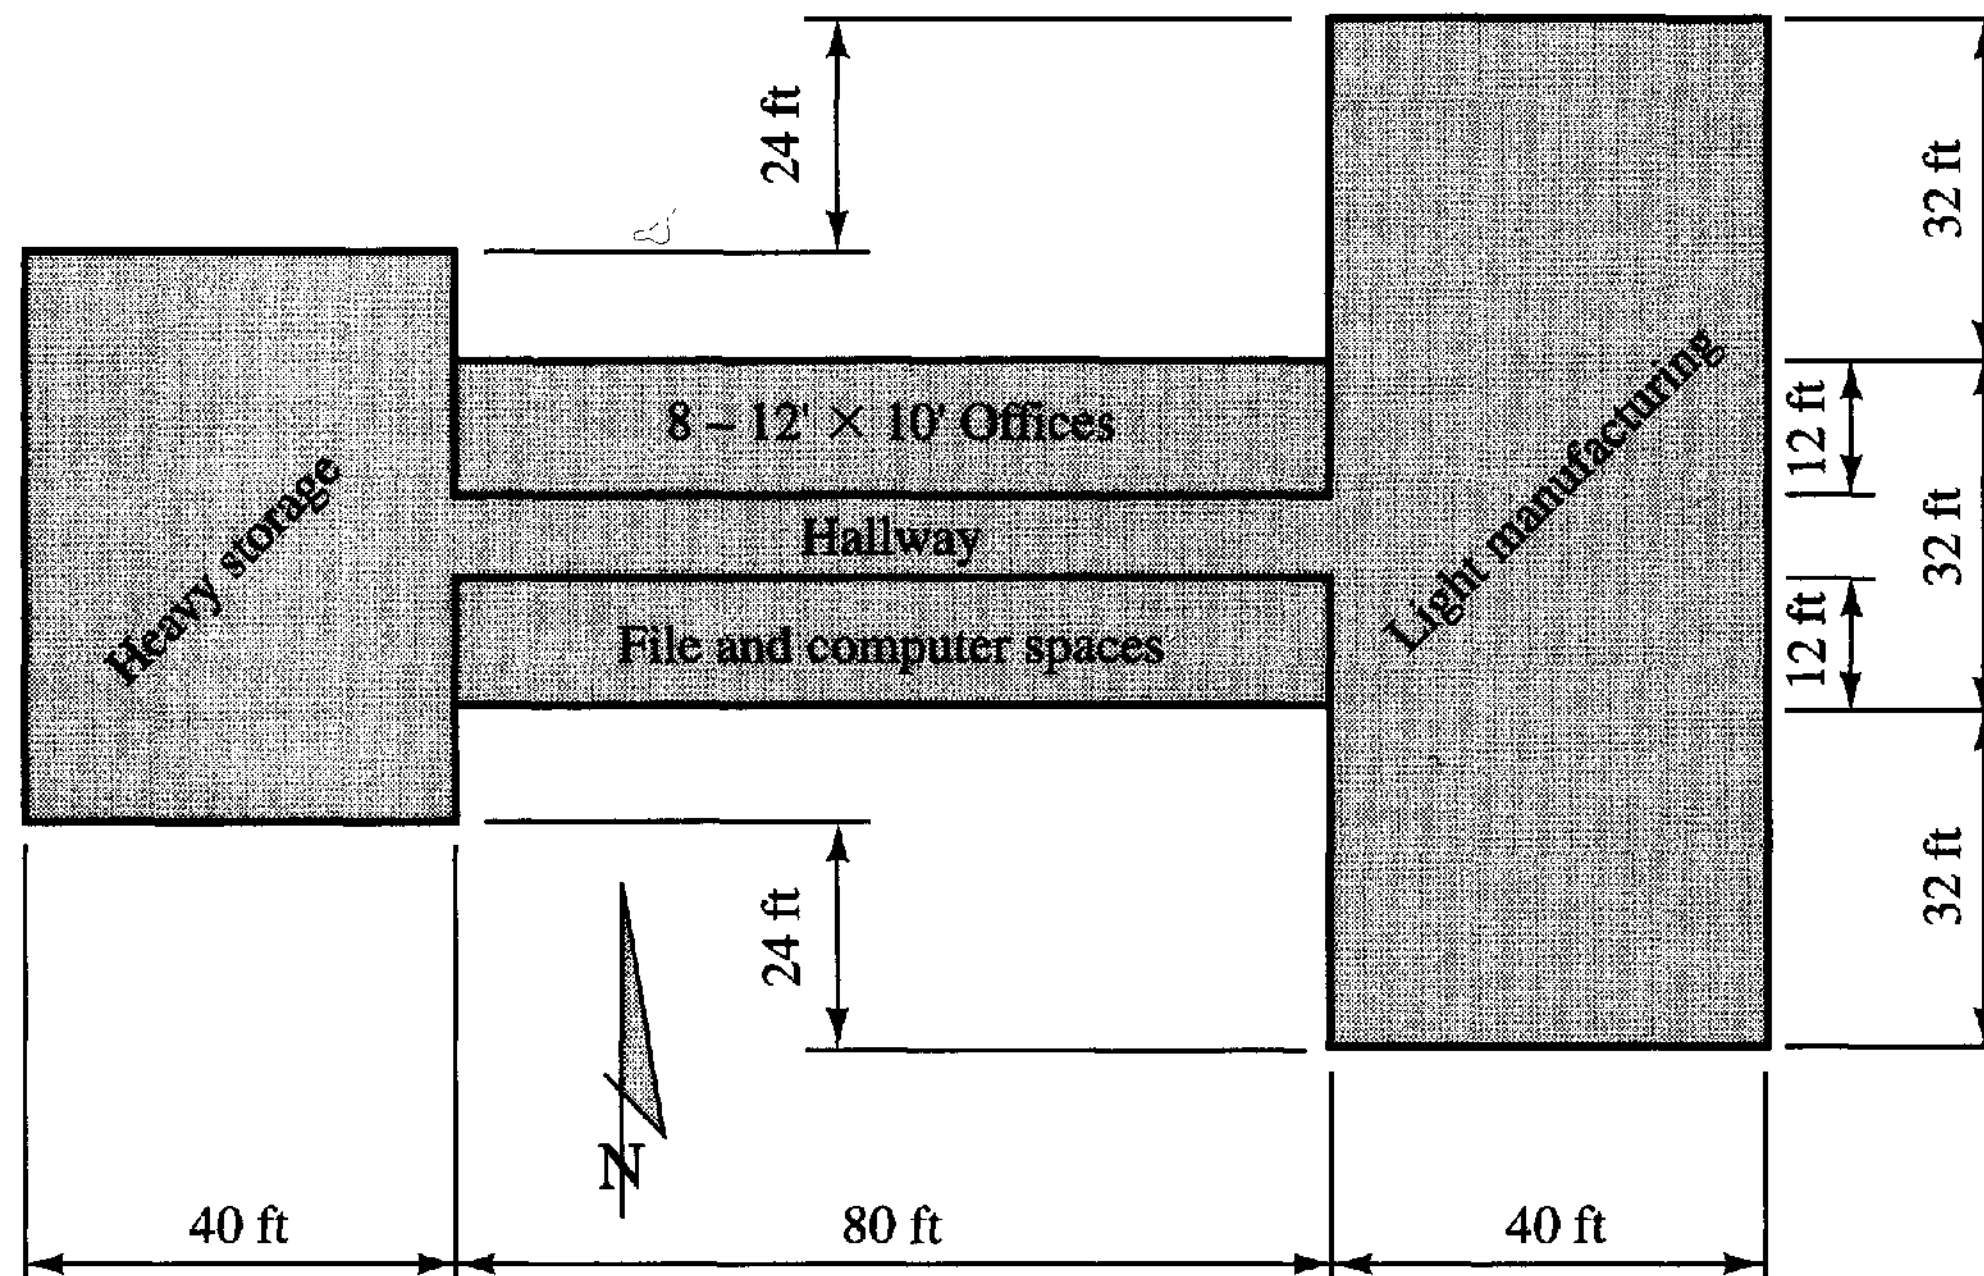 24 ft
32 ft
8 – 12' × 10' Offices
12 ft
Heavy storage
Hallway
Light manufacturing
32 ft
File and computer spaces
12 ft
24 ft
32 ft
N
40 ft
80 ft
40 ft